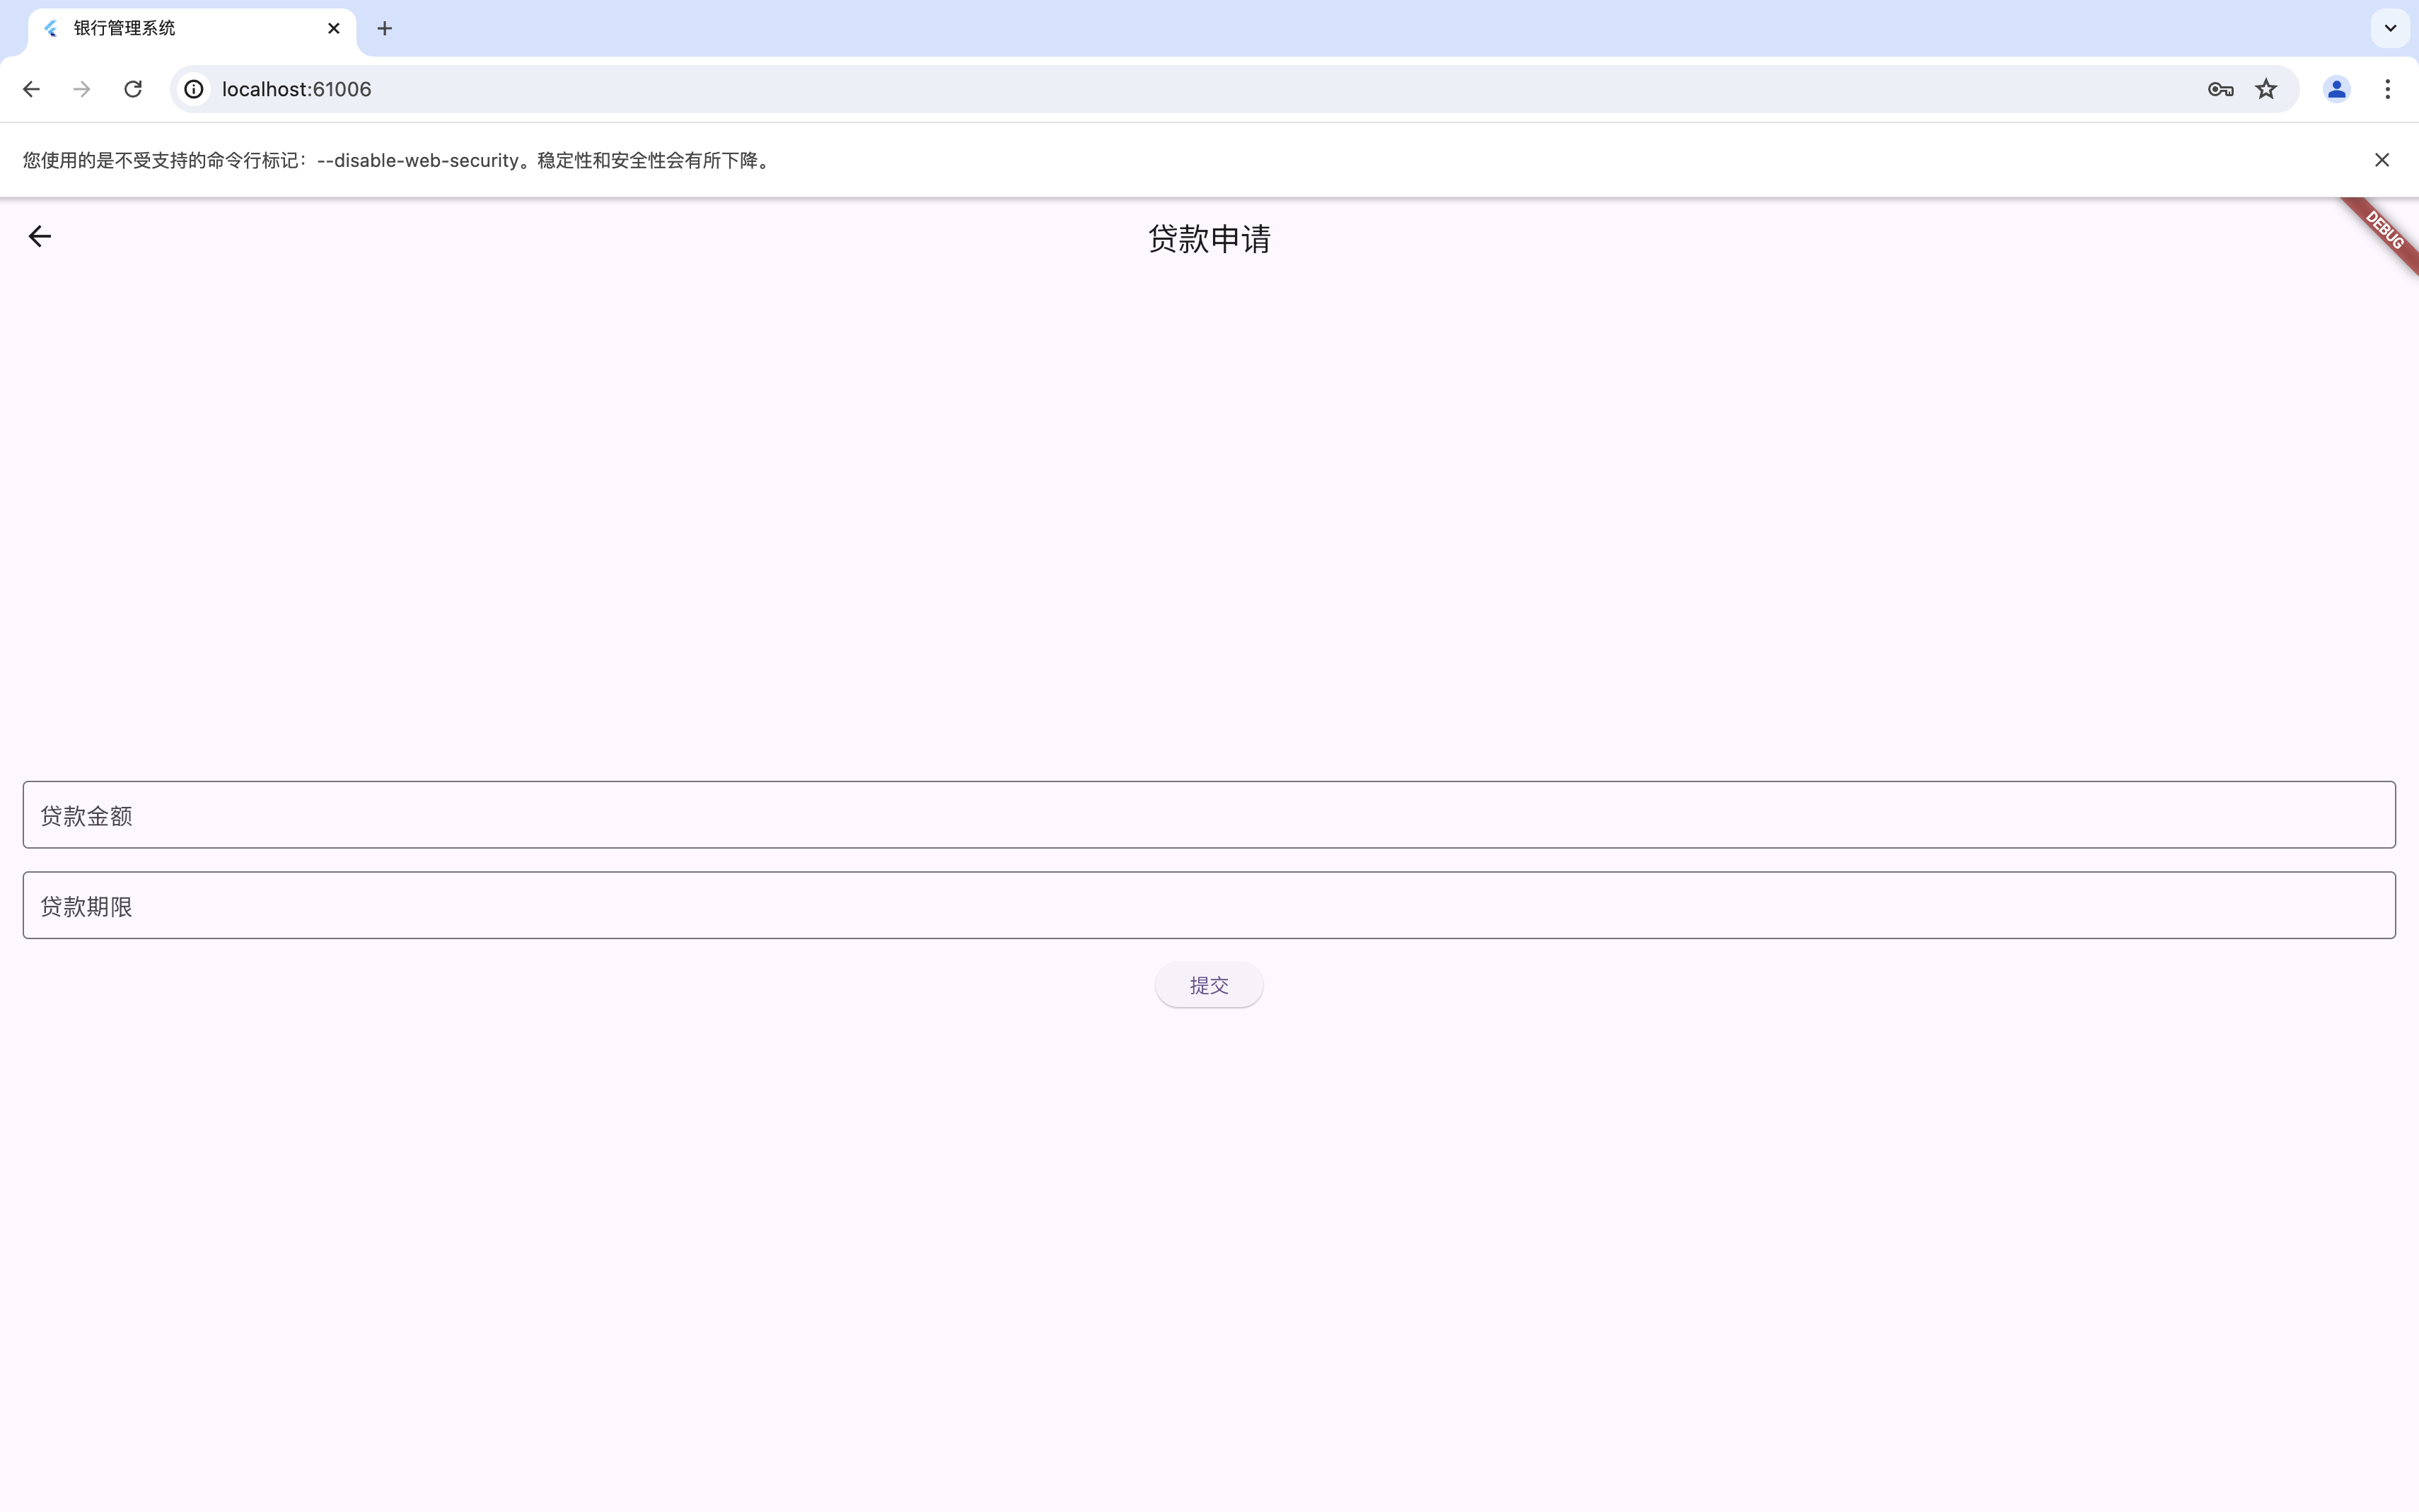 银行管理系统
localhost:61006
您使用的是不受支持的命令行标记：--disable-web-security。稳定性和安全性会有所下降。
贷款申请
DEBUG
贷款金额
贷款期限
提交